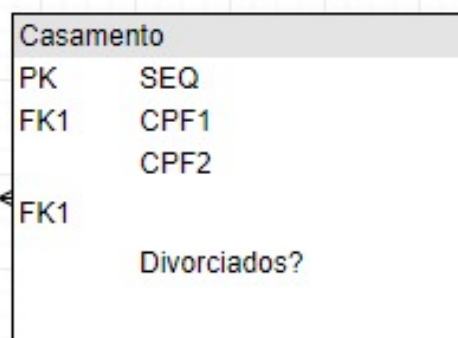 Casamento
PK SEQ
FK1 CPF1
CPF2
FK1
Divorciados?